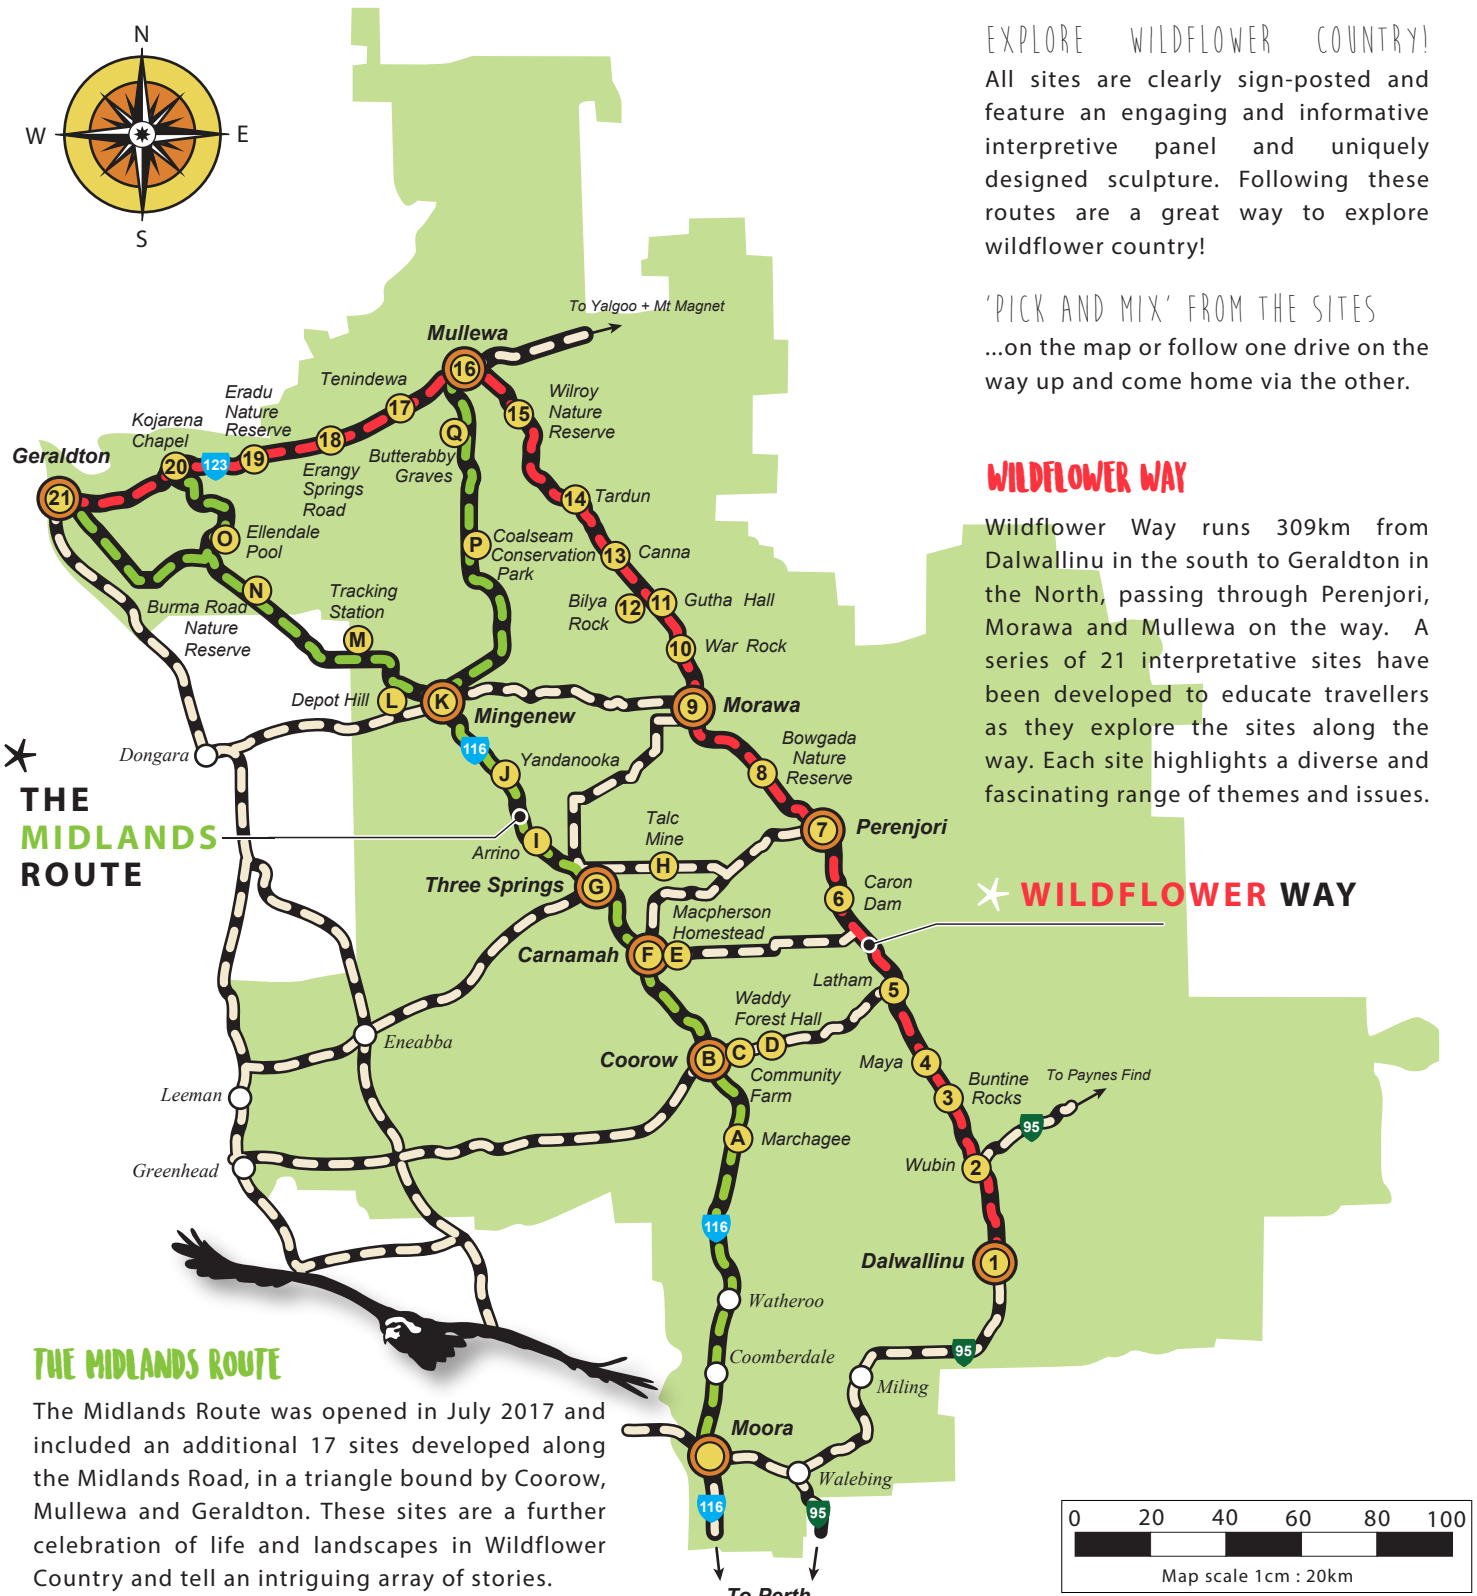 N
W
E
S
EXPLORE WILDFLOWER COUNTRY!
All sites are clearly sign-posted and
feature an engaging and informative
interpretive panel and uniquely
designed sculpture. Following these
routes are a great way to explore
wildflower country!
'PICK AND MIX' FROM THE SITES
...on the map or follow one drive on the
way up and come home via the other.
WILDFLOWER WAY
Wildflower Way runs 309km from
Dalwallinu in the south to Geraldton in
the North, passing through Perenjori,
Morawa and Mullewa on the way. A
series of 21 interpretative sites have
been developed to educate travellers
as they explore the sites along the
way. Each site highlights a diverse and
fascinating range of themes and issues.
WILDFLOWER WAY
To Yalgoo + Mt Magnet
Mullewa
16
Tenindewa
17
Wilroy
Nature
Reserve
15
Eradu
Nature
Reserve
19
Kojarena
Chapel
20
123
18
Erangy
Springs
Road
Q
Butterabby
Graves
Geraldton
21
14
Tardun
O
Ellendale
Pool
P
Coalseam
Conservation
Park
13
Canna
N
Burma Road
Nature
Reserve
Tracking
Station
M
Bilya
Rock
12
11
Gutha Hall
10
War Rock
Depot Hill
L
K
Mingenew
9
Morawa
116
Dongara
J
Yandanooka
Bowgada
Nature
Reserve
8
THE
MIDLANDS
ROUTE
Arrino
I
Talc
Mine
H
7
Perenjori
Three Springs
G
6
Caron
Dam
Macpherson
Homestead
Carnamah
F
E
Latham
5
Waddy
Forest Hall
Eneabba
Coorow
B
C
D
Community
Farm
Maya
4
Buntine
Rocks
3
To Paynes Find
95
Leeman
A
Marchagee
Greenhead
Wubin
2
116
Dalwallinu
1
Watheroo
95
Coomberdale
Miling
Moora
Walebing
116
95
To Perth
THE MIDLANDS ROUTE
The Midlands Route was opened in July 2017 and
included an additional 17 sites developed along
the Midlands Road, in a triangle bound by Coorow,
Mullewa and Geraldton. These sites are a further
celebration of life and landscapes in Wildflower
Country and tell an intriguing array of stories.
0 20 40 60 80 100
Map scale 1cm : 20km